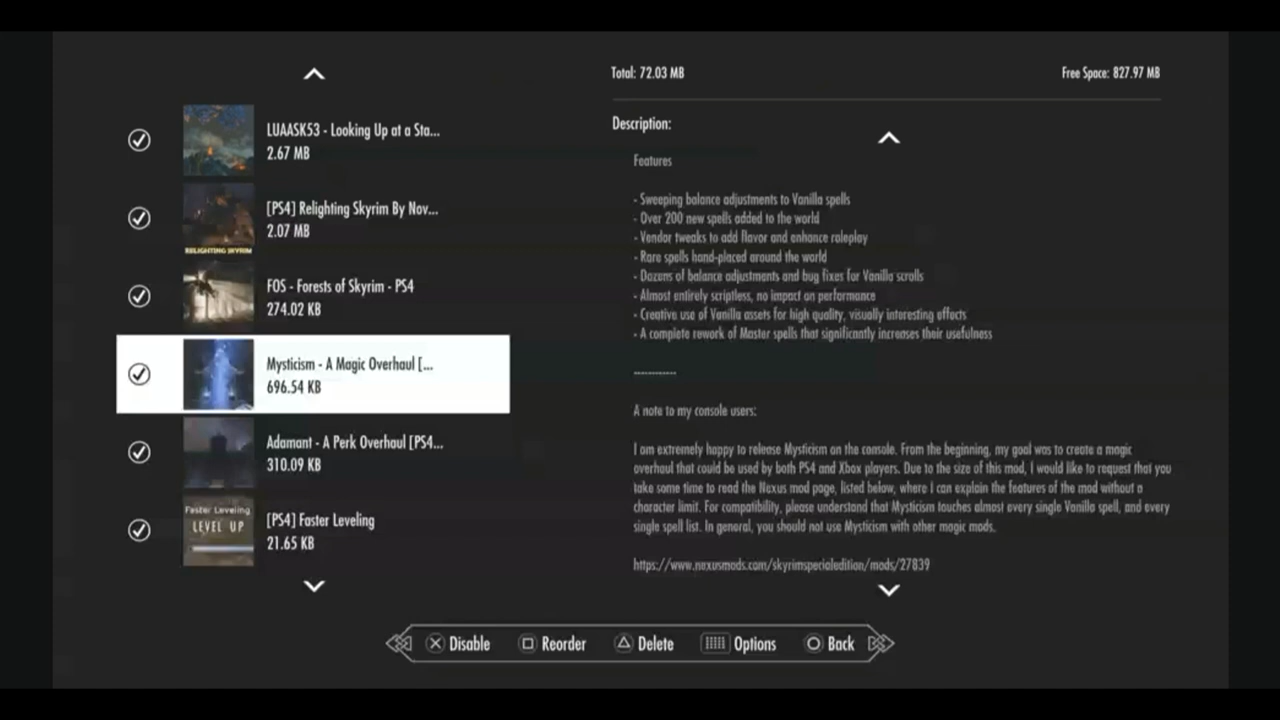 Total: 72.03 MB
Free Space: 827.97 MB
LUAASK53 - Looking Up at a Sta...
2.67 MB
[PS4] Relighting Skyrim By Nov...
2.07 MB
RELIGHTING SKYRIM
FOS - Forests of Skyrim - PS4
274.02 KB
Mysticism - A Magic Overhaul [...
696.54 KB
Adamant - A Perk Overhaul [PS4...
310.09 KB
Faster Leveling
LEVEL UP
[PS4] Faster Leveling
21.65 KB
Description:
Features
- Sweeping balance adjustments to Vanilla spells
- Over 200 new spells added to the world
- Vendor tweaks to add flavor and enhance roleplay
- Rare spells hand-placed around the world
- Dozens of balance adjustments and bug fixes for Vanilla scrolls
- Almost entirely scriptless, no impact on performance
- Creative use of Vanilla assets for high quality, visually interesting effects
- A complete rework of Master spells that significantly increases their usefulness
------------
A note to my console users:
I am extremely happy to release Mysticism on the console. From the beginning, my goal was to create a magic
overhaul that could be used by both PS4 and Xbox players. Due to the size of this mod, I would like to request that you
take some time to read the Nexus mod page, listed below, where I can explain the features of the mod without a
character limit. For compatibility, please understand that Mysticism touches almost every single Vanilla spell, and every
single spell list. In general, you should not use Mysticism with other magic mods.
https://www.nexusmods.com/skyrimspecialedition/mods/27839
Disable
Reorder
Delete
Options
Back